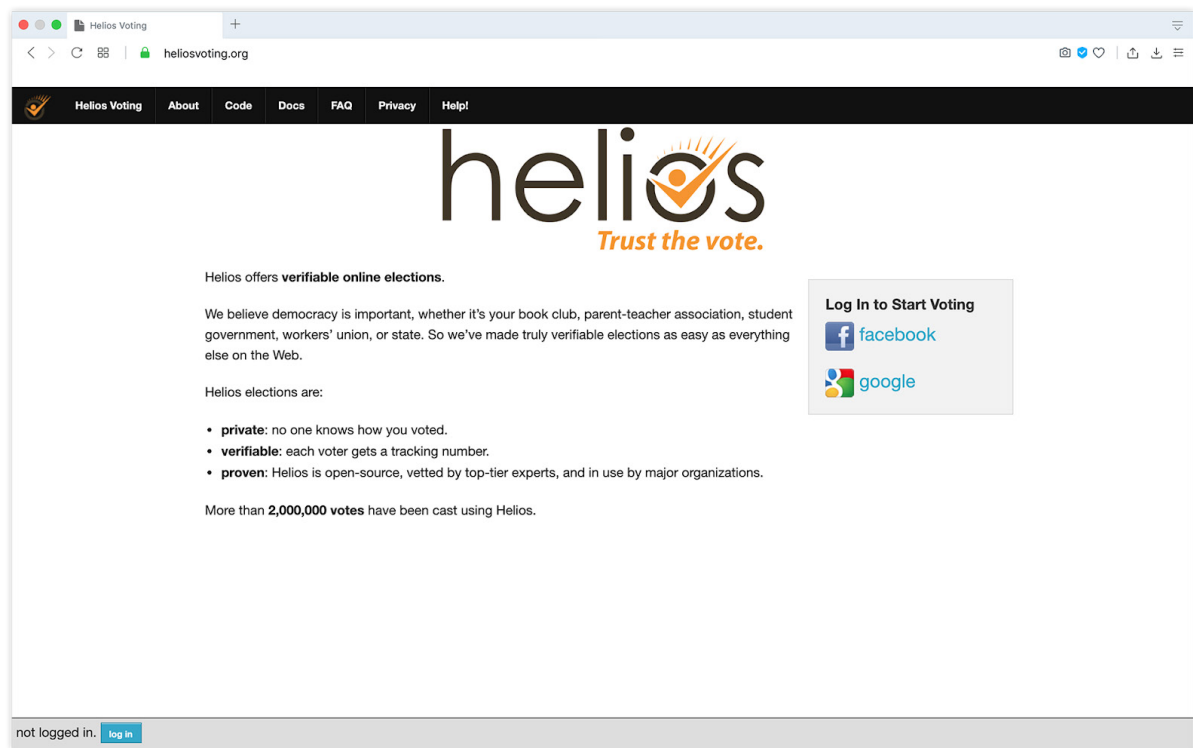 Helios Voting
heliosvoting.org
Helios Voting About Code Docs FAQ Privacy Help!
helios
Trust the vote.
Helios offers verifiable online elections.
We believe democracy is important, whether it's your book club, parent-teacher association, student
government, workers' union, or state. So we've made truly verifiable elections as easy as everything
else on the Web.
Helios elections are:
• private: no one knows how you voted.
• verifiable: each voter gets a tracking number.
• proven: Helios is open-source, vetted by top-tier experts, and in use by major organizations.
More than 2,000,000 votes have been cast using Helios.
Log In to Start Voting
facebook
google
not logged in. log in